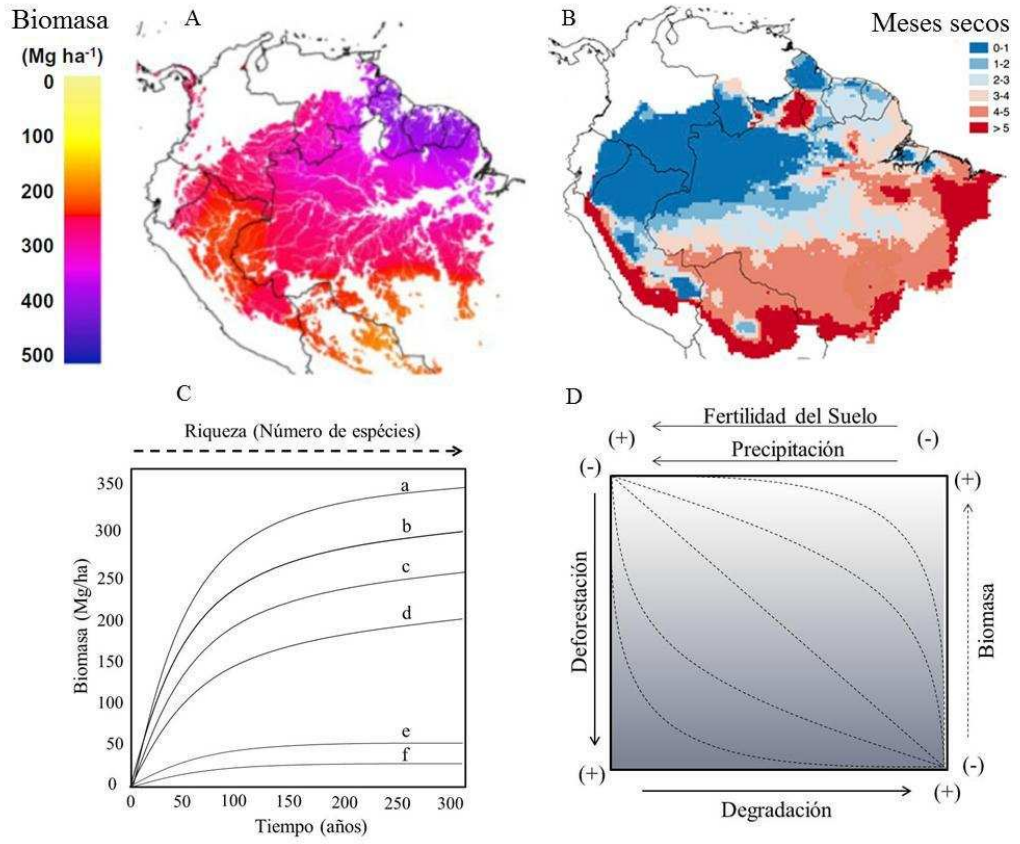 Biomasa
(Mg ha⁻¹)
0
100
200
300
400
500
A
B
Meses secos
0-1
1-2
2-3
3-4
4-5
>5
C
Riqueza (Número de espécies)
350
300
250
200
150
100
50
0
Biomasa (Mg/ha)
a
b
c
d
e
f
0
50
100
150
200
250
300
Tiempo (años)
D
Fertilidad del Suelo
(+)
(-)
Precipitación
(-)
(+)
Deforestación
Biomasa
(+)
(-)
(+)
Degradación